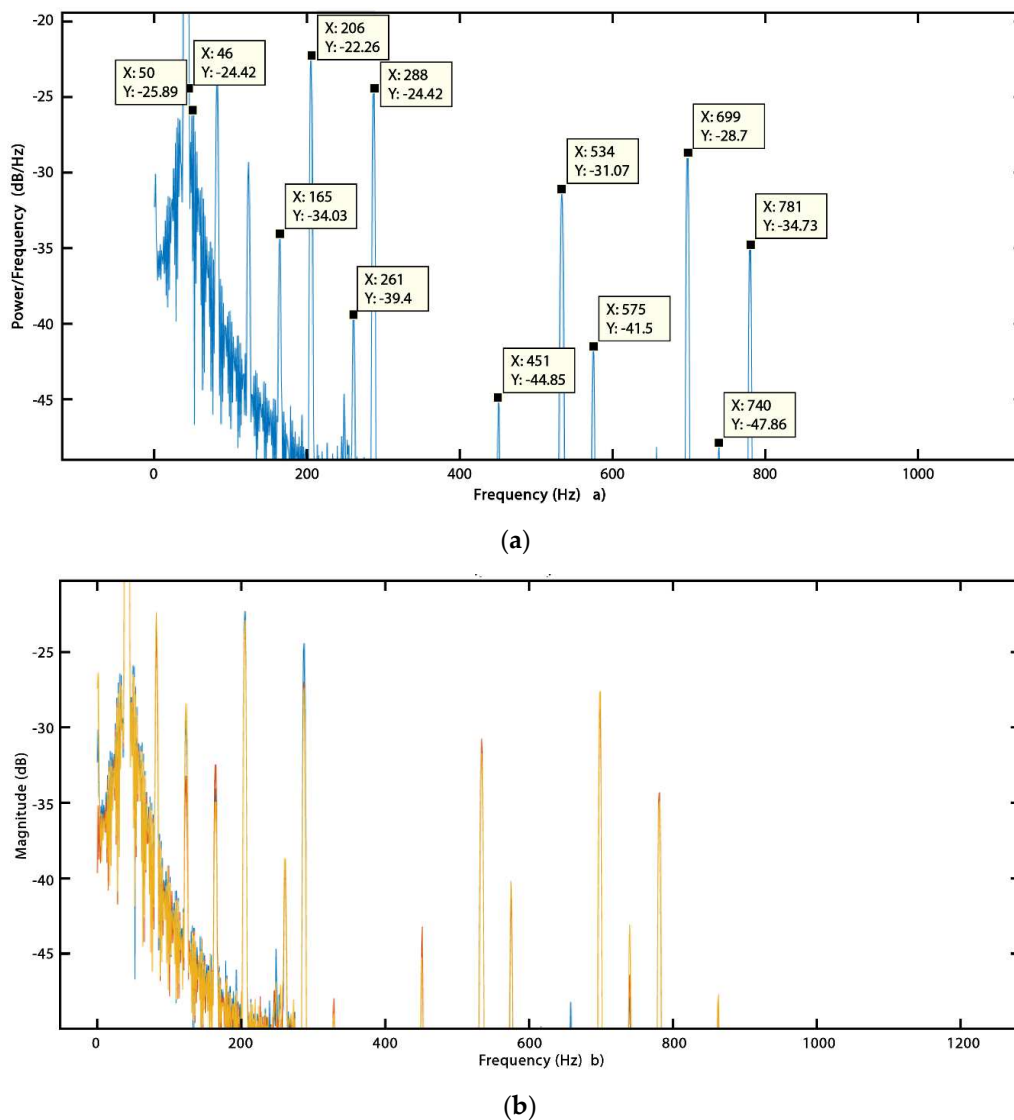 -20
-25
-30
-35
-40
-45
Power/Frequency (dB/Hz)
X: 50
Y: -25.89
X: 46
Y: -24.42
X: 206
Y: -22.26
X: 288
Y: -24.42
X: 165
Y: -34.03
X: 261
Y: -39.4
X: 534
Y: -31.07
X: 699
Y: -28.7
X: 781
Y: -34.73
X: 575
Y: -41.5
X: 451
Y: -44.85
X: 740
Y: -47.86
0 200 400 600 800 1000
Frequency (Hz) a)
(a)
-25
-30
-35
-40
-45
Magnitude (dB)
0 200 400 600 800 1000 1200
Frequency (Hz) b)
(b)